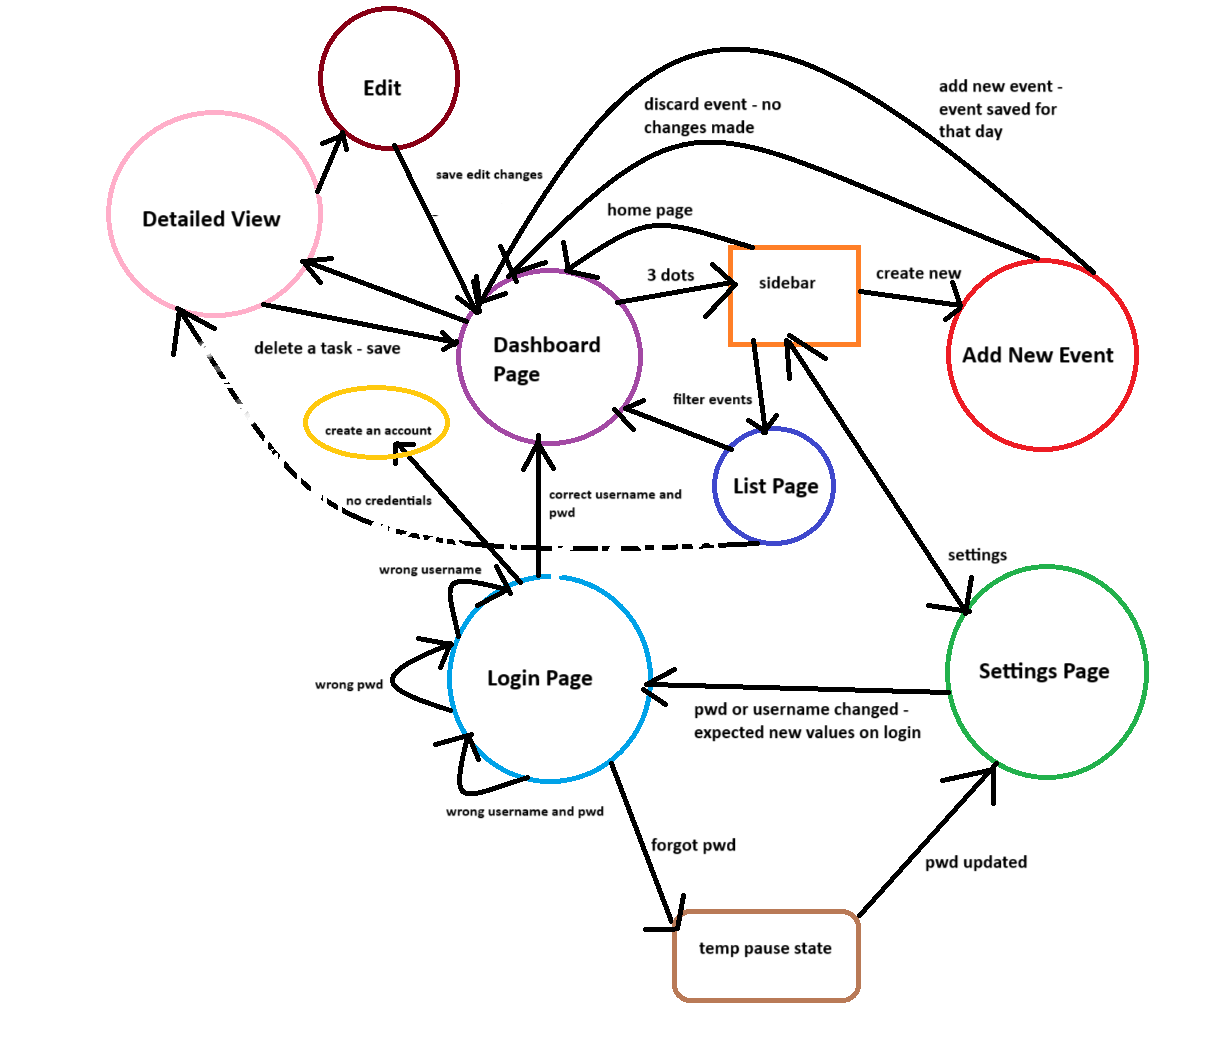 Edit
add new event -
event saved for
that day
discard event - no
changes made
save edit changes
Detailed View
home page
3 dots
sidebar
create new
delete a task - save
Dashboard
Page
Add New Event
filter events
create an account
List Page
no credentials
correct username and
pwd
wrong username
settings
Login Page
Settings Page
wrong pwd
pwd or username changed -
expected new values on login
wrong username and pwd
forgot pwd
pwd updated
temp pause state